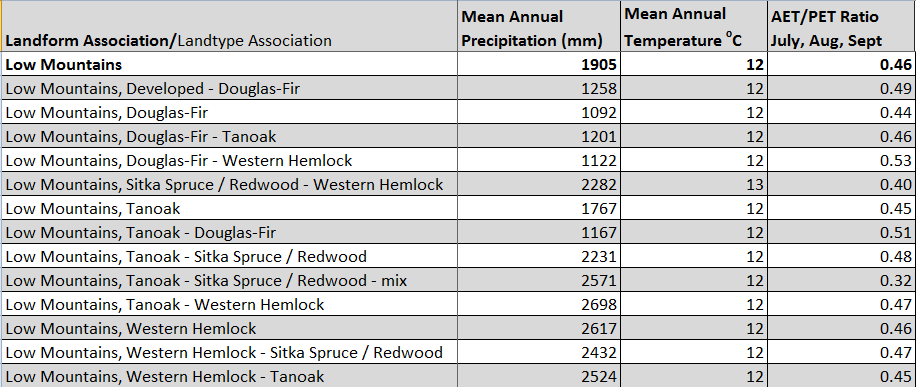 Landform Association/Landtype Association Mean Annual Precipitation (mm) Mean Annual Temperature °C AET/PET Ratio July, Aug, Sept
Low Mountains 1905 12 0.46
Low Mountains, Developed - Douglas-Fir 1258 12 0.49
Low Mountains, Douglas-Fir 1092 12 0.44
Low Mountains, Douglas-Fir - Tanoak 1201 12 0.46
Low Mountains, Douglas-Fir - Western Hemlock 1122 12 0.53
Low Mountains, Sitka Spruce / Redwood - Western Hemlock 2282 13 0.40
Low Mountains, Tanoak 1767 12 0.45
Low Mountains, Tanoak - Douglas-Fir 1167 12 0.51
Low Mountains, Tanoak - Sitka Spruce / Redwood 2231 12 0.48
Low Mountains, Tanoak - Sitka Spruce / Redwood - mix 2571 12 0.32
Low Mountains, Tanoak - Western Hemlock 2698 12 0.47
Low Mountains, Western Hemlock 2617 12 0.46
Low Mountains, Western Hemlock - Sitka Spruce / Redwood 2432 12 0.47
Low Mountains, Western Hemlock - Tanoak 2524 12 0.45